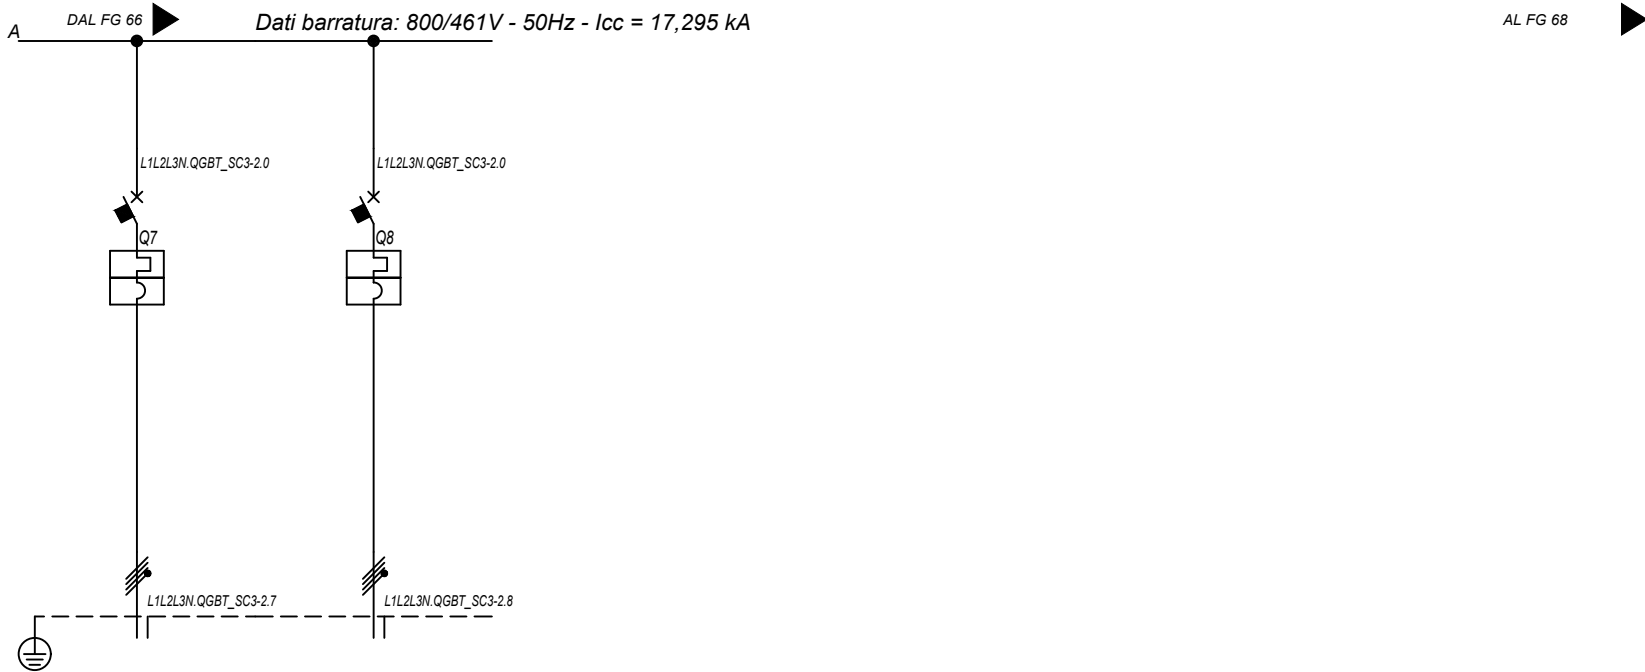 A
DAL FG 66
Dati barratura: 800/461V - 50Hz - Icc = 17,295 kA
AL FG 68
L1L2L3N.QGBT_SC3-2.0
L1L2L3N.QGBT_SC3-2.0
Q7
Q8
L1L2L3N.QGBT_SC3-2.7
L1L2L3N.QGBT_SC3-2.8